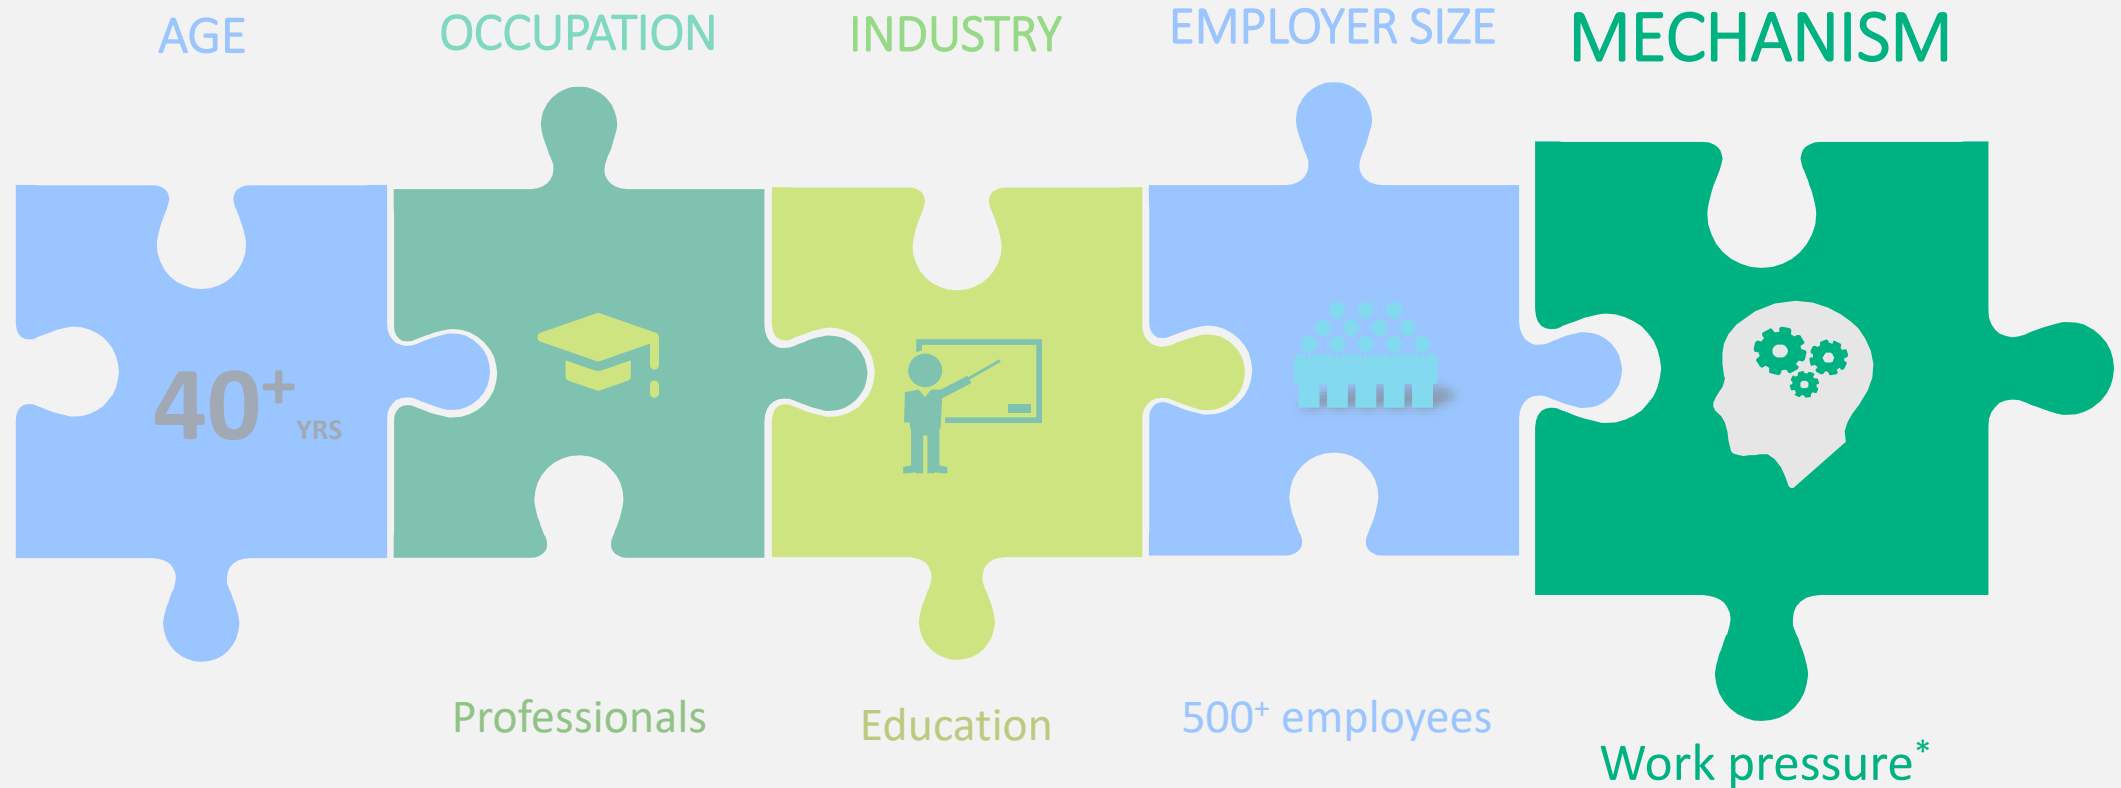 AGE
OCCUPATION
INDUSTRY
EMPLOYER SIZE
MECHANISM
40+ YRS
Professionals
Education
500+ employees
Work pressure*